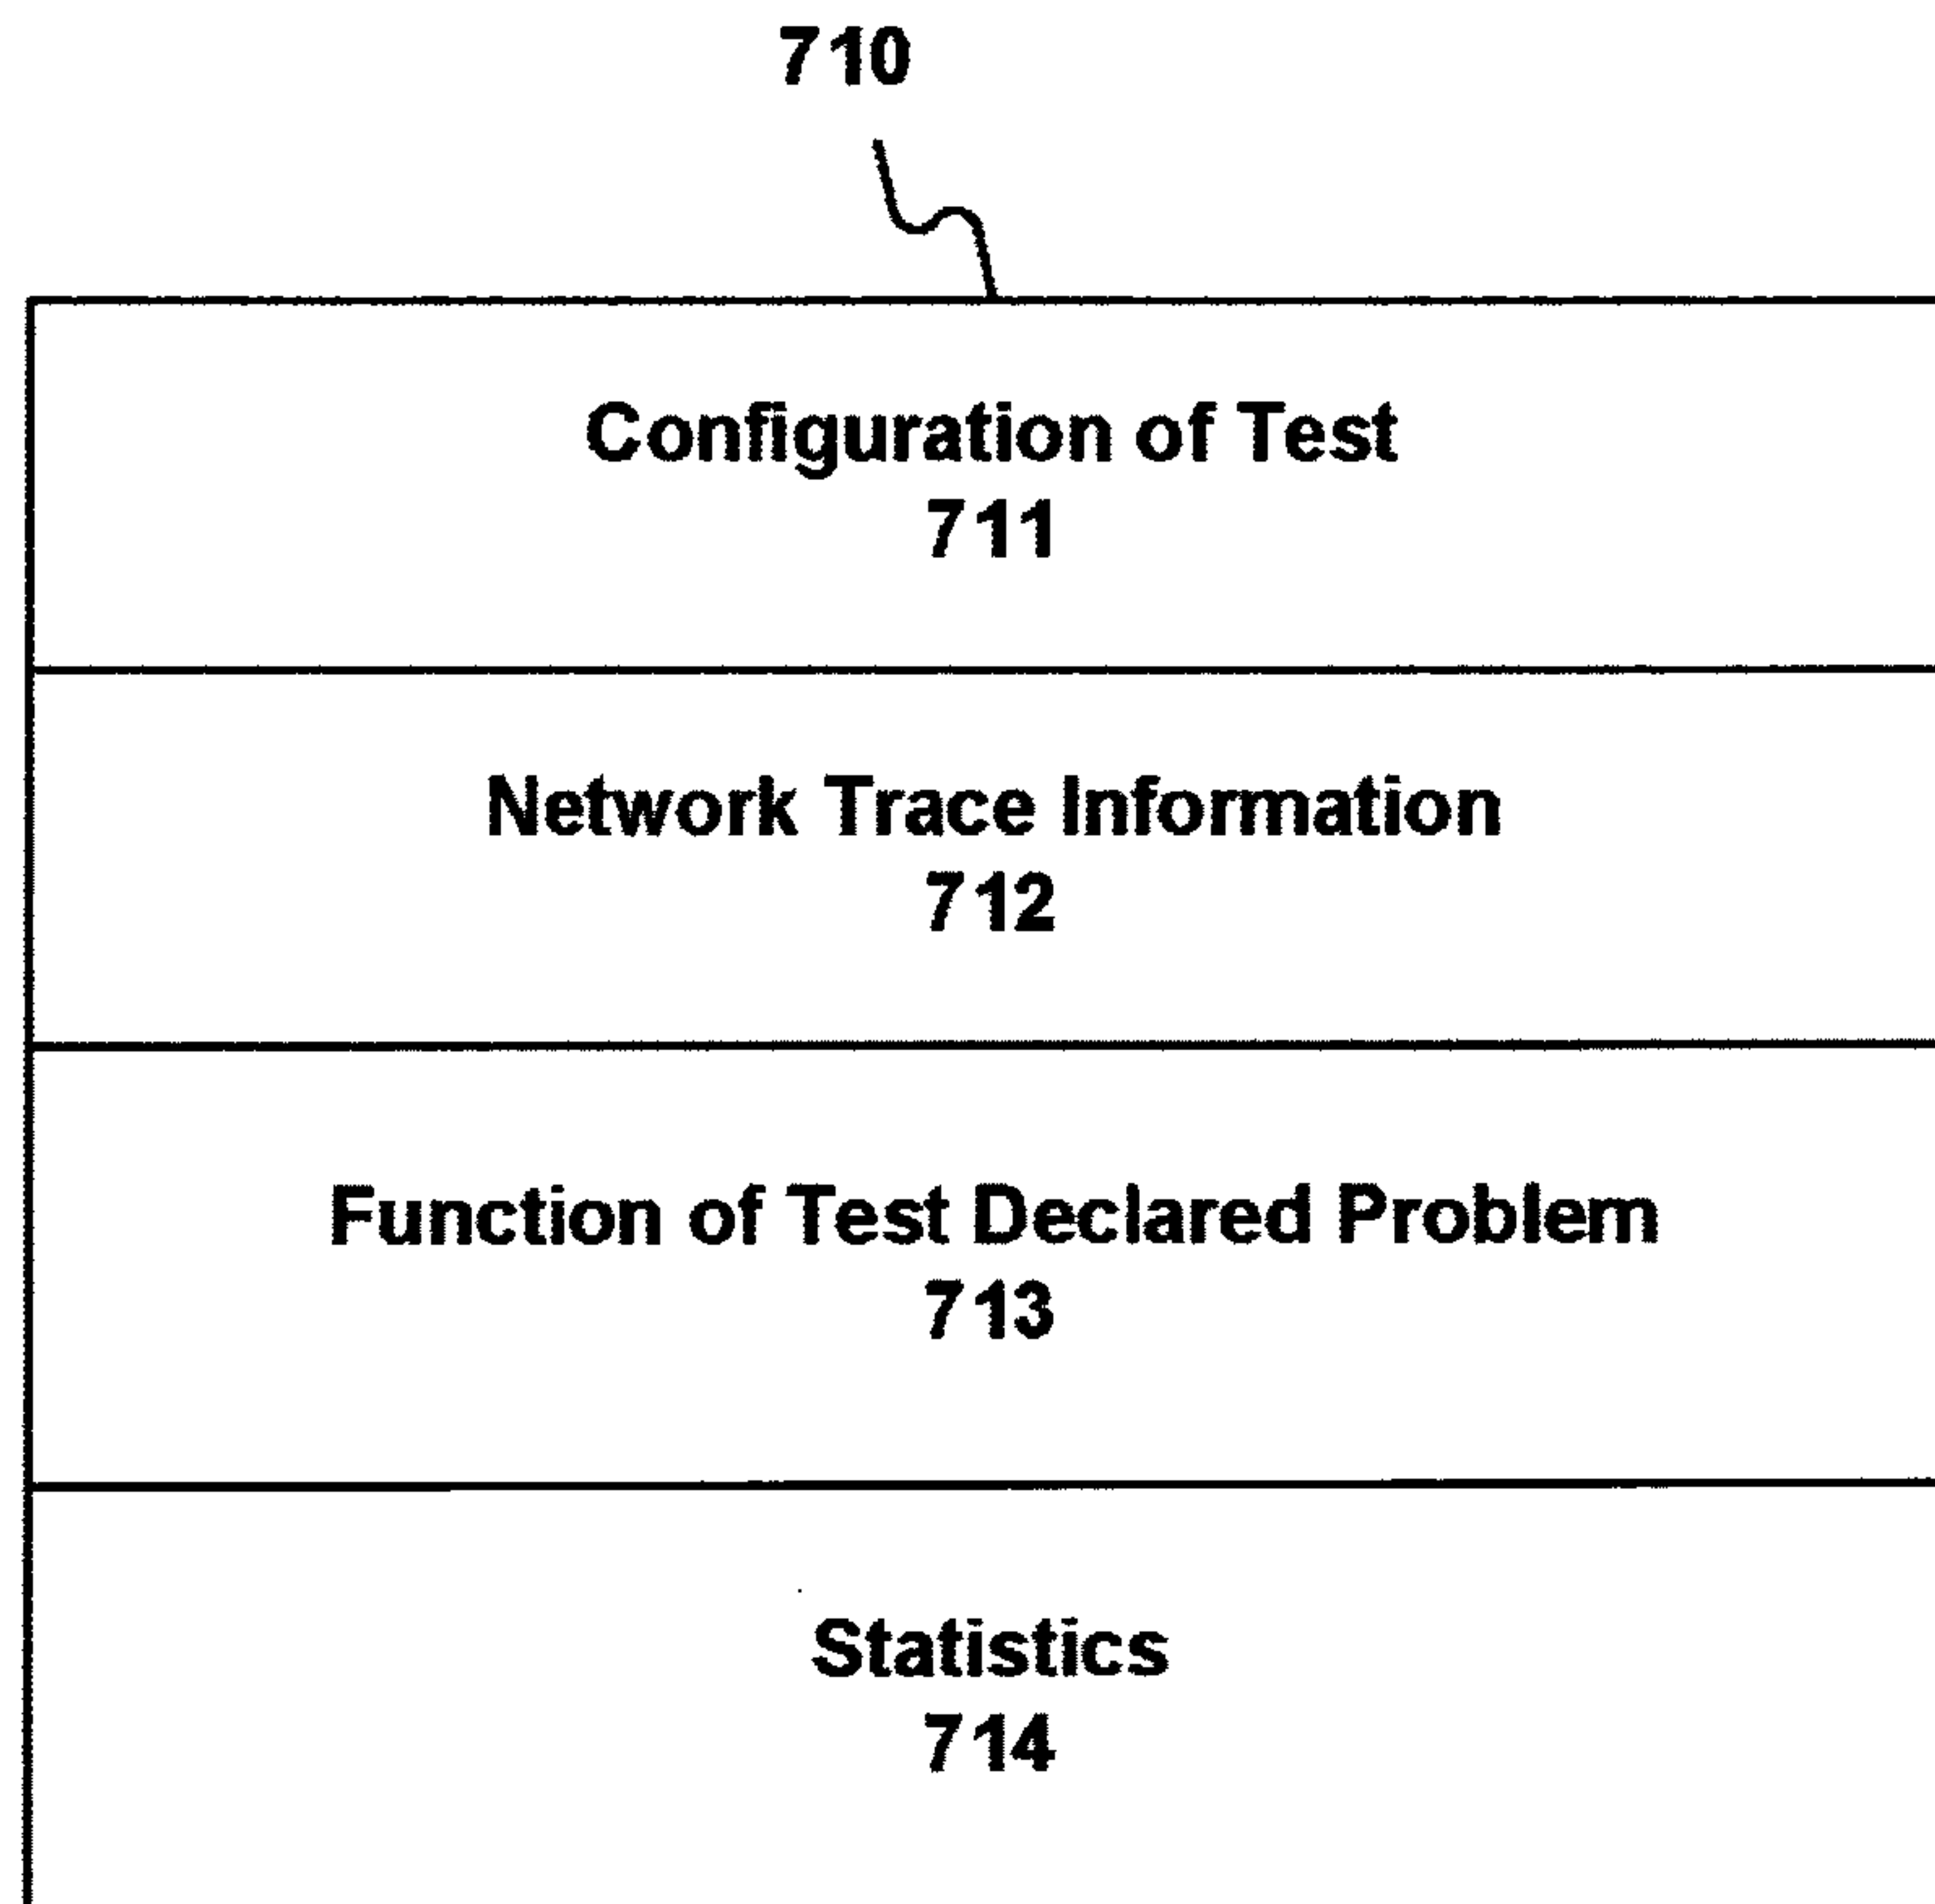 710
Configuration of Test
711
Network Trace Information
712
Function of Test Declared Problem
713
Statistics
714